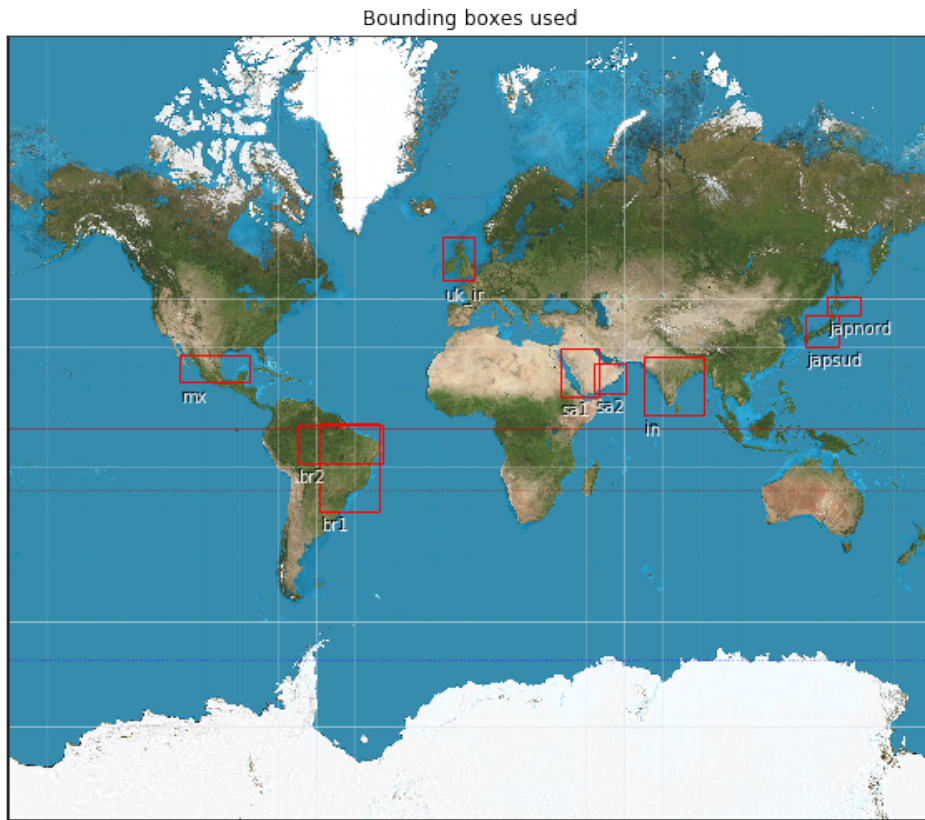 Bounding boxes used
uk_ir
japnord
japsud
mx
sa1
sa2
in
br2
br1